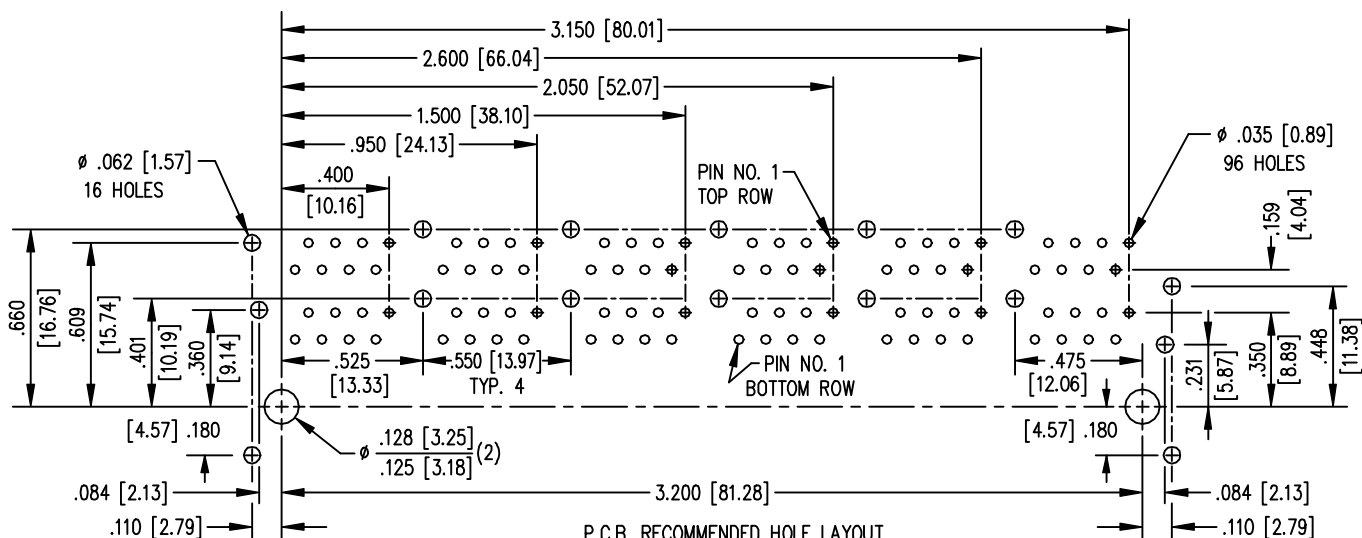 3.150 [80.01]
2.600 [66.04]
2.050 [52.07]
1.500 [38.10]
.950 [24.13]
.400
[10.16]
ø .062 [1.57]
16 HOLES
PIN NO. 1
TOP ROW
ø .035 [0.89]
96 HOLES
.159
[4.04]
.660
[16.76]
.609
[15.74]
.401
[10.19]
.360
[9.14]
.525
[13.33]
.550 [13.97]
TYP. 4
PIN NO. 1
BOTTOM ROW
.475
[12.06]
.231
[5.87]
.350
[8.89]
.448
[11.38]
[4.57] .180
ø .128 [3.25]
.125 [3.18] (2)
[4.57] .180
.084 [2.13]
3.200 [81.28]
.084 [2.13]
.110 [2.79]
P.C.B. RECOMMENDED HOLE LAYOUT
.110 [2.79]